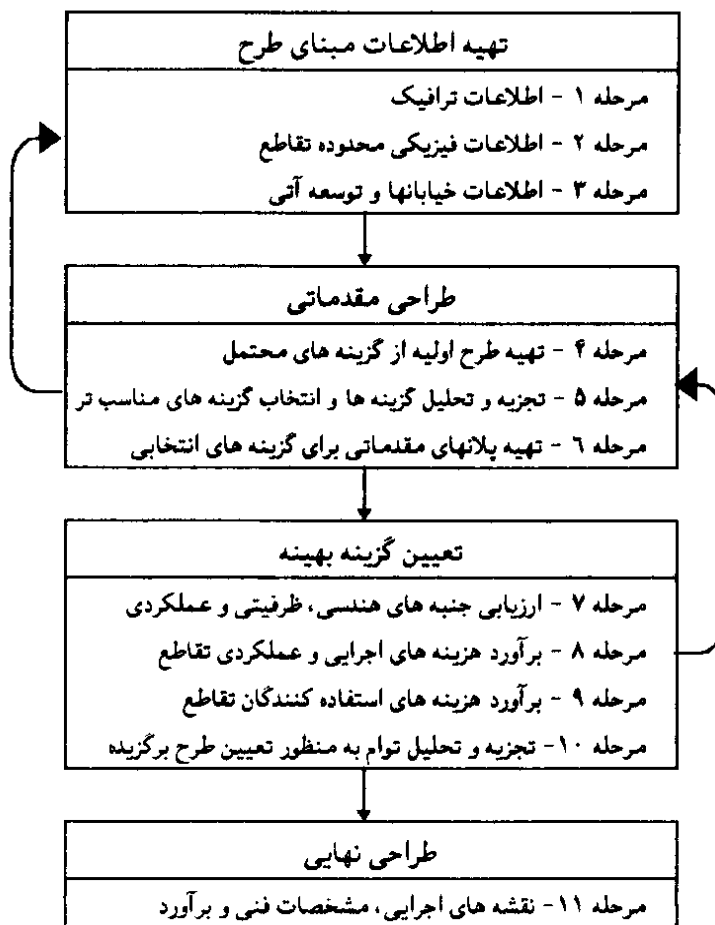 تهیه اطلاعات مبنای طرح
مرحله ۱ - اطلاعات ترافیک
مرحله ۲ - اطلاعات فیزیکی محدوده تقاطع
مرحله ۳ - اطلاعات خیابانها و توسعه آتی
طراحی مقدماتی
مرحله ۴ - تهیه طرح اولیه از گزینه های محتمل
مرحله ۵ - تجزیه و تحلیل گزینه ها و انتخاب گزینه های مناسب تر
مرحله ٦ - تهیه پلانهای مقدماتی برای گزینه های انتخابی
تعیین گزینه بهینه
مرحله ۷ - ارزیابی جنبه های هندسی، ظرفیتی و عملکردی
مرحله ۸ - برآورد هزینه های اجرایی و عملکردی تقاطع
مرحله ۹ - برآورد هزینه های استفاده کنندگان تقاطع
مرحله ۱۰- تجزیه و تحلیل توام به منظور تعیین طرح برگزیده
طراحی نهایی
مرحله ۱۱- نقشه های اجرایی، مشخصات فنی و برآورد